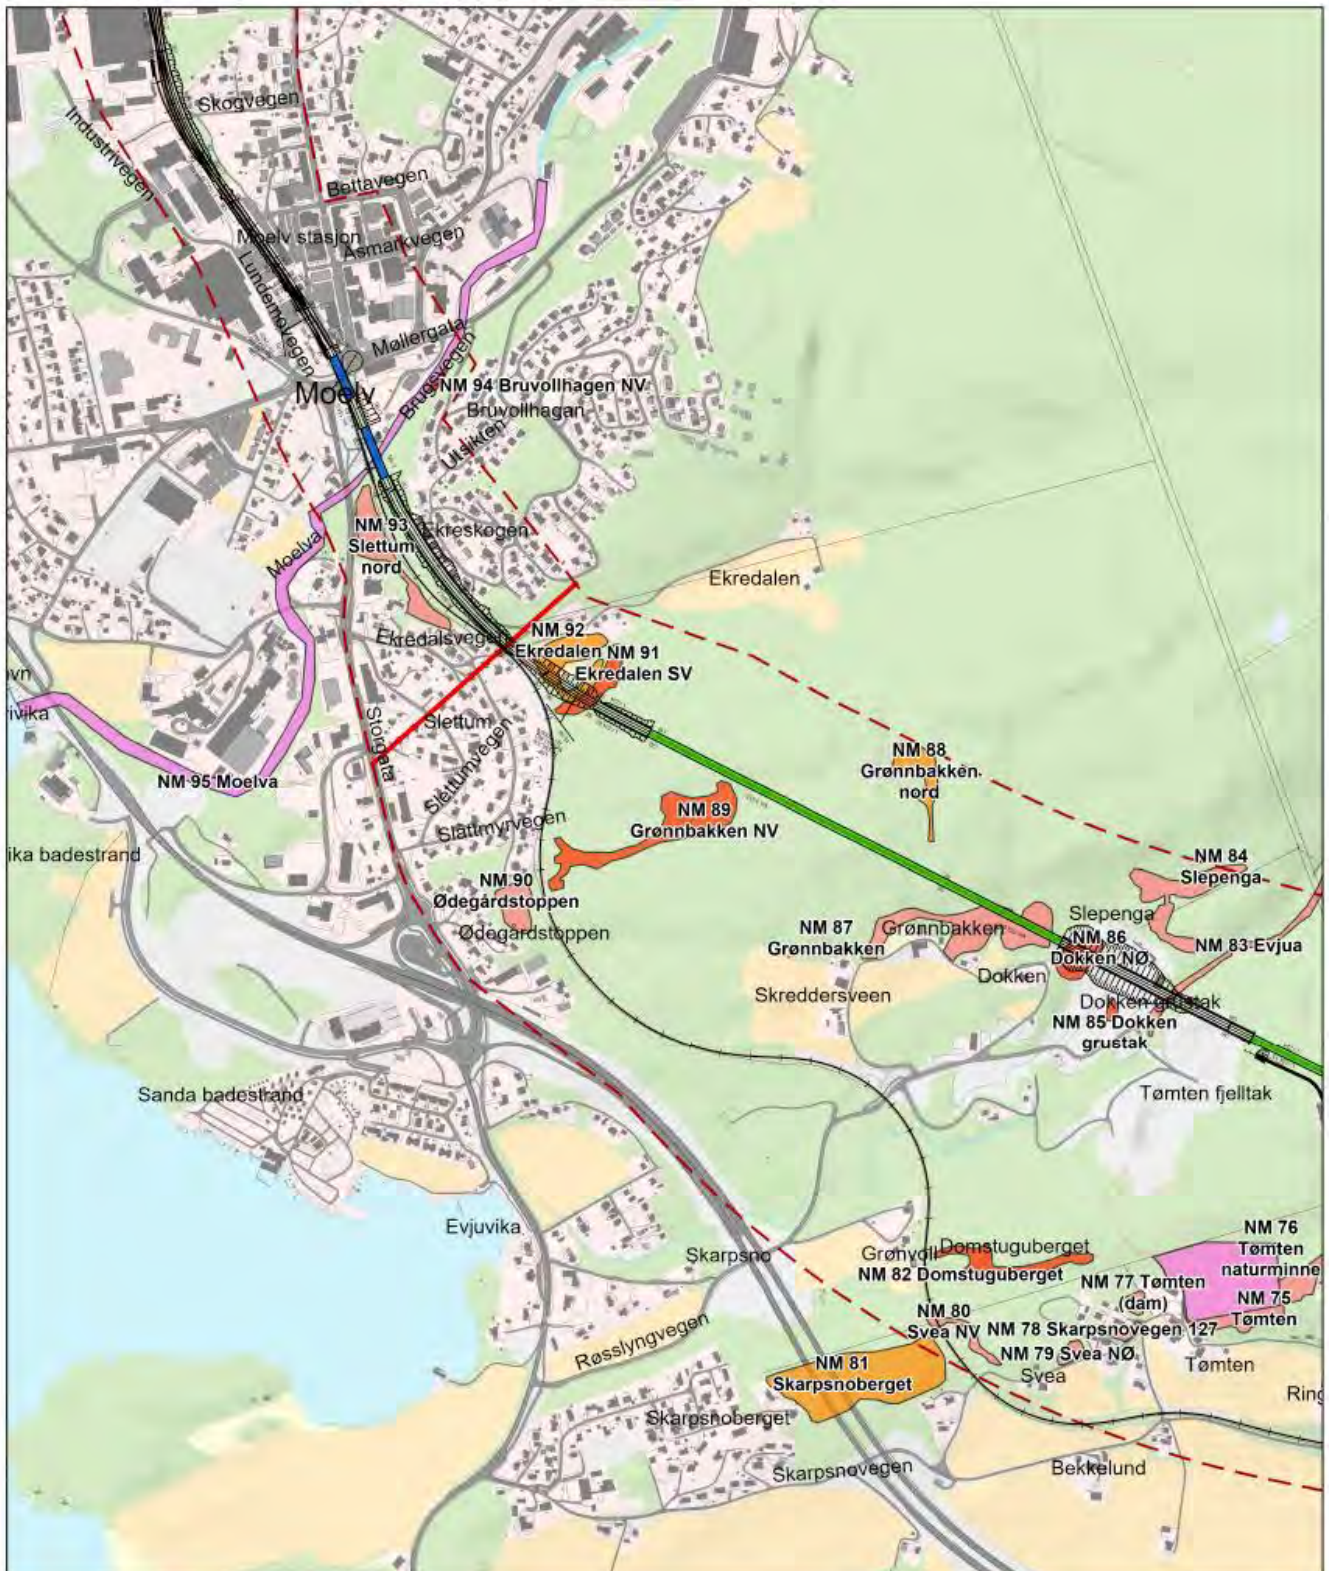 Skogvegen
Industrivegen
Bettavegen
Moelv stasjon
Åsmarkvegen
Lundemovegen
Møllergata
Moelv
Brugsvegen
NM 94 Bruvollhagen NV
Bruvollhagan
Utsikten
NM 93
Slettum
nord
Ekreskogen
Moelva
Ekredalen
NM 92
Ekredalen
Ekredalsvegen
NM 91
Ekredalen SV
vn
vika
Storgata
Slettum
Slettumvegen
NM 95 Moelva
NM 88
Grønnbakken
nord
NM 89
Grønnbakken NV
Slåttmyrvegen
ika badestrand
NM 84
Slepenga
NM 90
Ødegårdstoppen
Ødegårdstoppen
NM 87
Grønnbakken
Grønnbakken
Slepenga
NM 86
Dokken NØ
NM 83 Evjua
Dokken
Skreddersveen
Dokken grustak
NM 85 Dokken
grustak
Sanda badestrand
Tømten fjelltak
Evjuvika
Skarpsno
Grønvoll
Domstuguberget
NM 82 Domstuguberget
NM 76
Tømten
naturminne
NM 77 Tømten
(dam)
NM 75
Tømten
NM 80
Svea NV
NM 78 Skarpsnovegen 127
NM 79 Svea NØ
Svea
Tømten
Røsslyngvegen
NM 81
Skarpsnoberget
Ring
Skarpsnoberget
Skarpsnovegen
Bekkelund